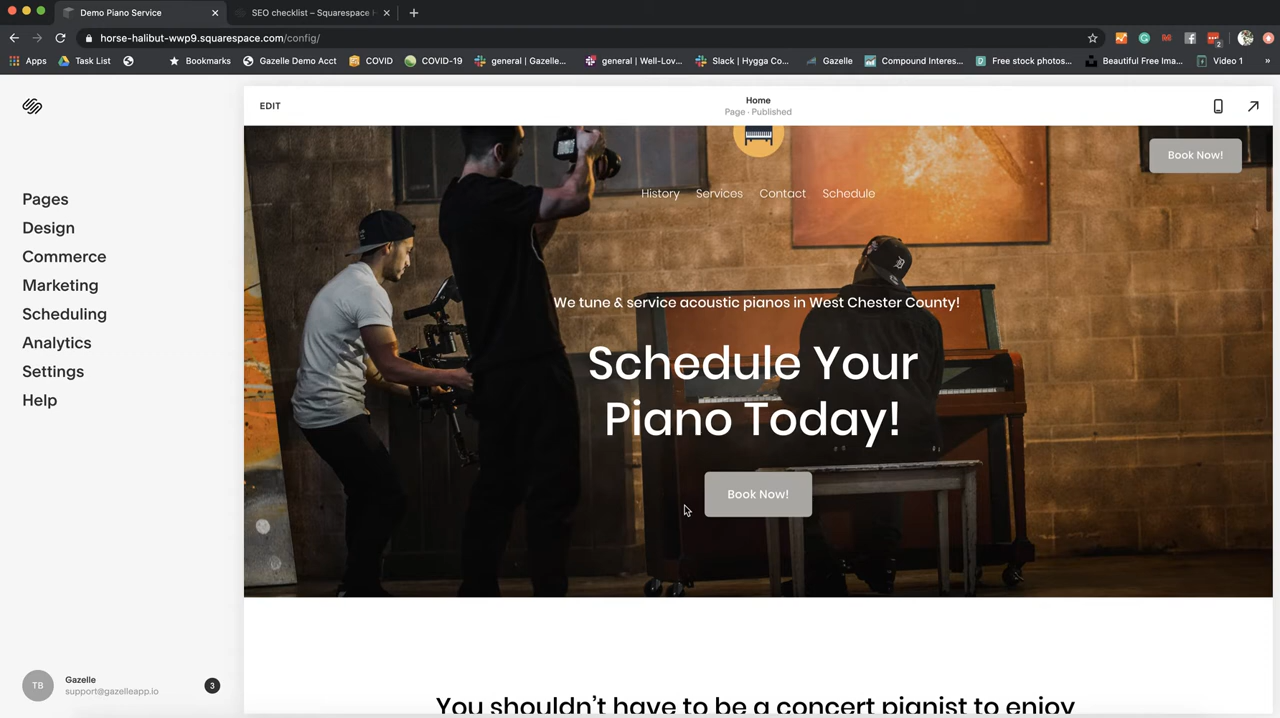 Demo Piano Service
SEO checklist – Squarespace H
horse-halibut-wwp9.squarespace.com/config/
Apps
Task List
Bookmarks
Gazelle Demo Acct
COVID
COVID-19
general | Gazelle...
general | Well-Lov...
Slack | Hygga Co...
Gazelle
Compound Interes...
Free stock photos...
Beautiful Free Ima...
Video 1
»
2
EDIT
Home
Page · Published
Pages
Design
Commerce
Marketing
Scheduling
Analytics
Settings
Help
Book Now!
History Services Contact Schedule
We tune & service acoustic pianos in West Chester County!
Schedule Your
Piano Today!
Book Now!
You shouldn't have to be a concert pianist to enjoy
TB
Gazelle
support@gazelleapp.io
3